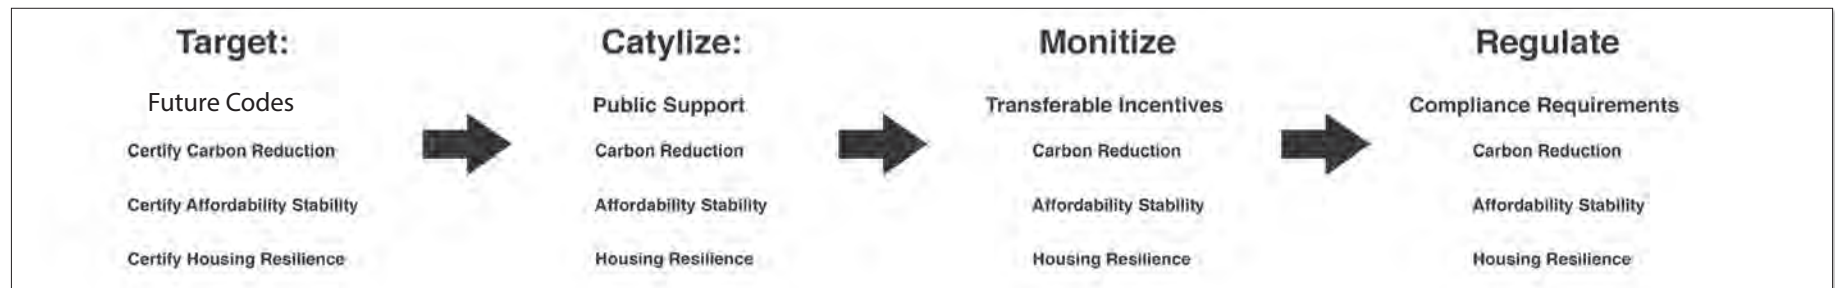 Target:
Future Codes
Certify Carbon Reduction
Certify Affordability Stability
Certify Housing Resilience
Catylize:
Public Support
Carbon Reduction
Affordability Stability
Housing Resilience
Monitize
Transferable Incentives
Carbon Reduction
Affordability Stability
Housing Resilience
Regulate
Compliance Requirements
Carbon Reduction
Affordability Stability
Housing Resilience